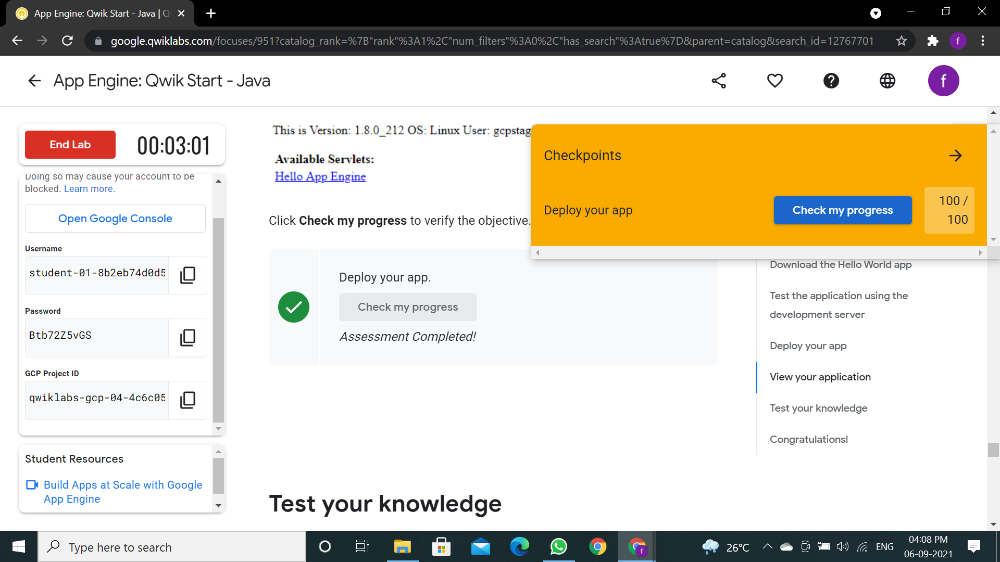 App Engine: Qwik Start - Java | Q
google.qwiklabs.com/focuses/951?catalog_rank=%7B"rank"%3A1%2C"num_filters"%3A0%2C"has_search"%3Atrue%7D&parent=catalog&search_id=12767701
f
App Engine: Qwik Start - Java
f
End Lab
00:03:01
Doing so may cause your account to be
blocked. Learn more.
Open Google Console
Username
student-01-8b2eb74d0d5
Password
Btb72Z5vGS
GCP Project ID
qwiklabs-gcp-04-4c6c05
Student Resources
Build Apps at Scale with Google
App Engine
This is Version: 1.8.0_212 OS: Linux User: gcpstag
Available Servlets:
Hello App Engine
Click Check my progress to verify the objective.
Deploy your app.
Check my progress
Assessment Completed!
Test your knowledge
Checkpoints
Deploy your app
Check my progress
100 /
100
Download the Hello World app
Test the application using the
development server
Deploy your app
View your application
Test your knowledge
Congratulations!
Type here to search
f
26°C
ENG
04:08 PM
06-09-2021